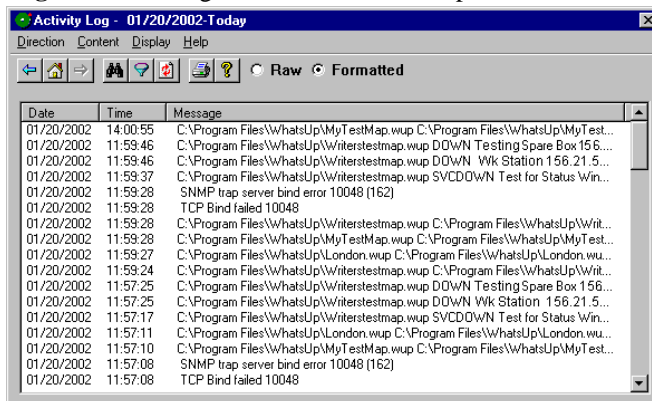 Activity Log - 01/20/2002-Today
Direction Content Display Help
Raw Formatted
Date Time Message
01/20/2002 14:00:55 C:\Program Files\WhatsUp\MyTestMap.wup C:\Program Files\WhatsUp\MyTest...
01/20/2002 11:59:46 C:\Program Files\WhatsUp\Writerstestmap.wup DOWN Testing Spare Box 156....
01/20/2002 11:59:46 C:\Program Files\WhatsUp\Writerstestmap.wup DOWN Wk Station 156.21.5...
01/20/2002 11:59:37 C:\Program Files\WhatsUp\Writerstestmap.wup SVCDOWN Test for Status Win...
01/20/2002 11:59:28 SNMP trap server bind error 10048 (162)
01/20/2002 11:59:28 TCP Bind failed 10048
01/20/2002 11:59:28 C:\Program Files\WhatsUp\Writerstestmap.wup C:\Program Files\WhatsUp\Writ...
01/20/2002 11:59:28 C:\Program Files\WhatsUp\MyTestMap.wup C:\Program Files\WhatsUp\MyTest...
01/20/2002 11:59:27 C:\Program Files\WhatsUp\London.wup C:\Program Files\WhatsUp\London.wu...
01/20/2002 11:59:24 C:\Program Files\WhatsUp\Writerstestmap.wup C:\Program Files\WhatsUp\Writ...
01/20/2002 11:57:25 C:\Program Files\WhatsUp\Writerstestmap.wup DOWN Testing Spare Box 156...
01/20/2002 11:57:25 C:\Program Files\WhatsUp\Writerstestmap.wup DOWN Wk Station 156.21.5...
01/20/2002 11:57:17 C:\Program Files\WhatsUp\Writerstestmap.wup SVCDOWN Test for Status Win...
01/20/2002 11:57:11 C:\Program Files\WhatsUp\London.wup C:\Program Files\WhatsUp\London.wu...
01/20/2002 11:57:10 C:\Program Files\WhatsUp\MyTestMap.wup C:\Program Files\WhatsUp\MyTest...
01/20/2002 11:57:08 SNMP trap server bind error 10048 (162)
01/20/2002 11:57:08 TCP Bind failed 10048